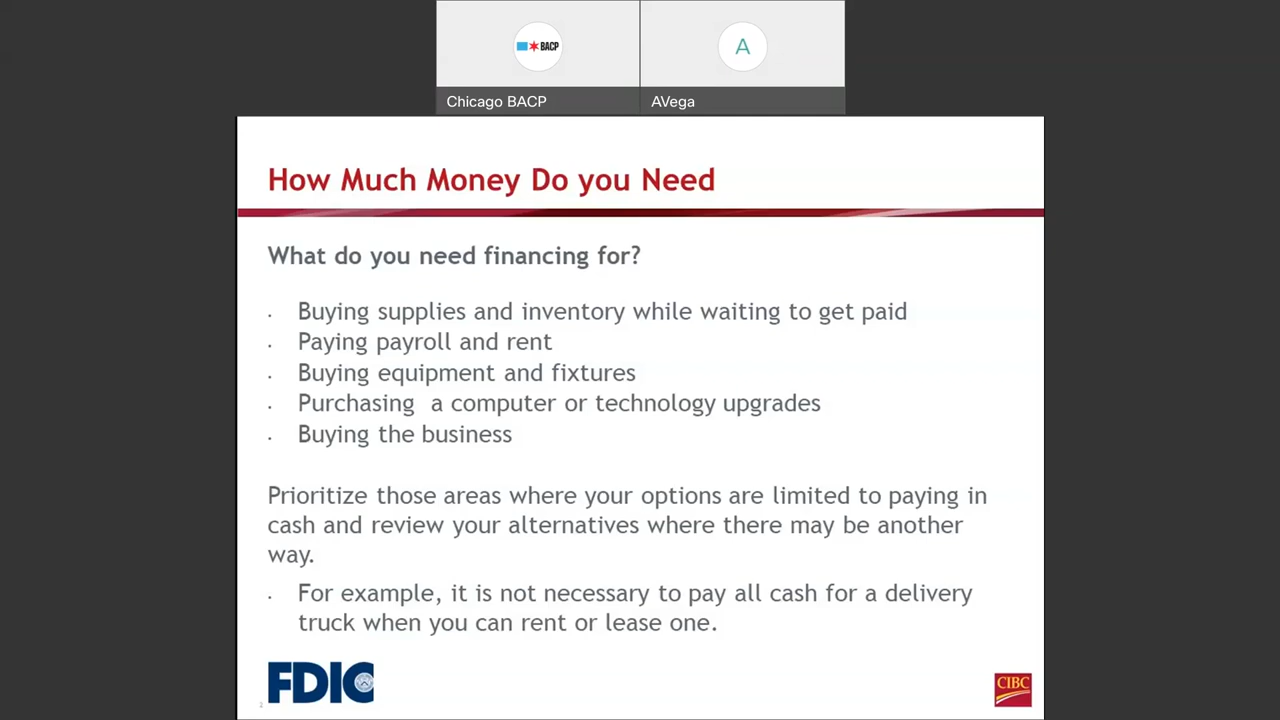 BACP
A
Chicago BACP
AVega
How Much Money Do you Need
What do you need financing for?
· Buying supplies and inventory while waiting to get paid
· Paying payroll and rent
· Buying equipment and fixtures
· Purchasing  a computer or technology upgrades
· Buying the business
Prioritize those areas where your options are limited to paying in
cash and review your alternatives where there may be another
way.
· For example, it is not necessary to pay all cash for a delivery
truck when you can rent or lease one.
FDIC
CIBC